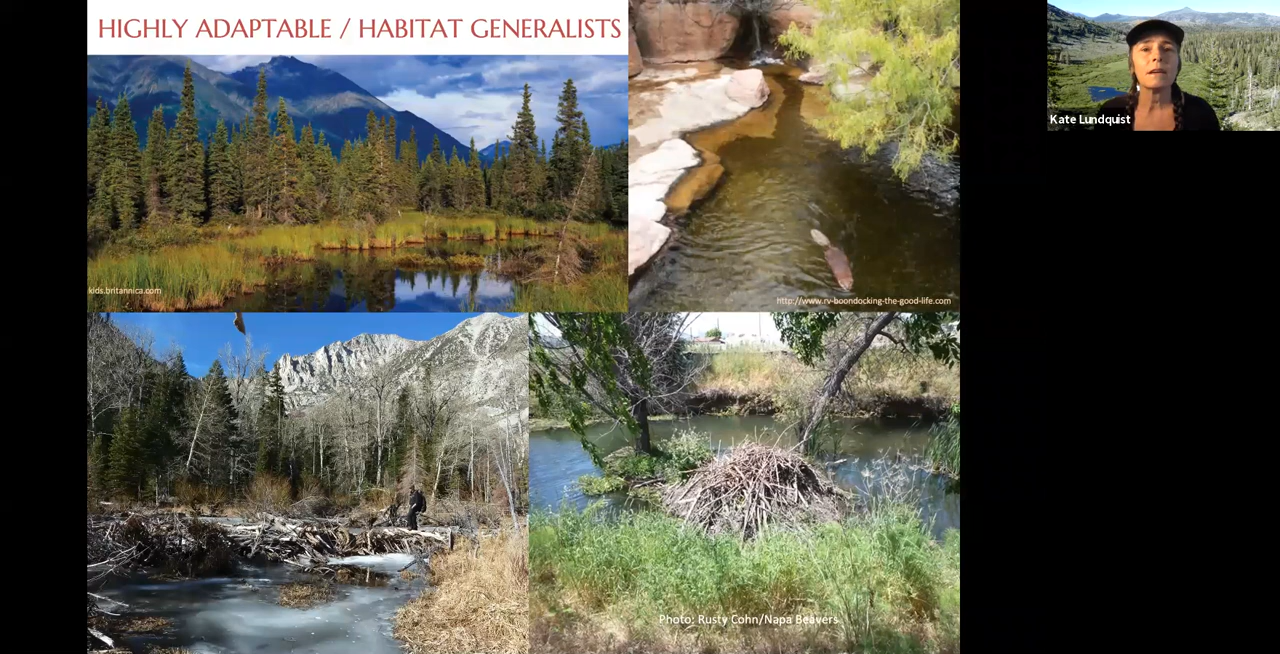 HIGHLY ADAPTABLE / HABITAT GENERALISTS
Kate Lundquist
kids.britannica.com
http://www.rv-boondocking-the-good-life.com
Photo: Rusty Cohn/Napa Beavers